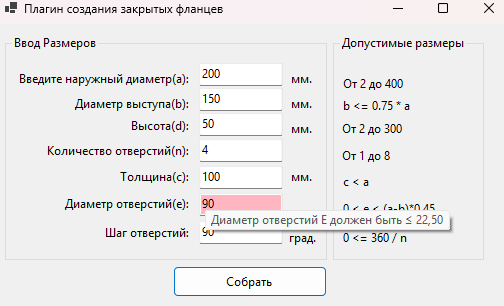 Плагин создания закрытых фланцев
Ввод Размеров
Допустимые размеры
Введите наружный диаметр(a): 200 мм. От 2 до 400
Диаметр выступа(b): 150 мм. b <= 0.75 * a
Высота(d): 50 мм. От 2 до 300
Количество отверстий(n): 4 От 1 до 8
Толщина(c): 100 мм. c < a
Диаметр отверстий(e): 90 0 < e < (a-b)*0.45
Диаметр отверстий E должен быть ≤ 22,50
Шаг отверстий: 90 град. 0 <= 360 / n
Собрать